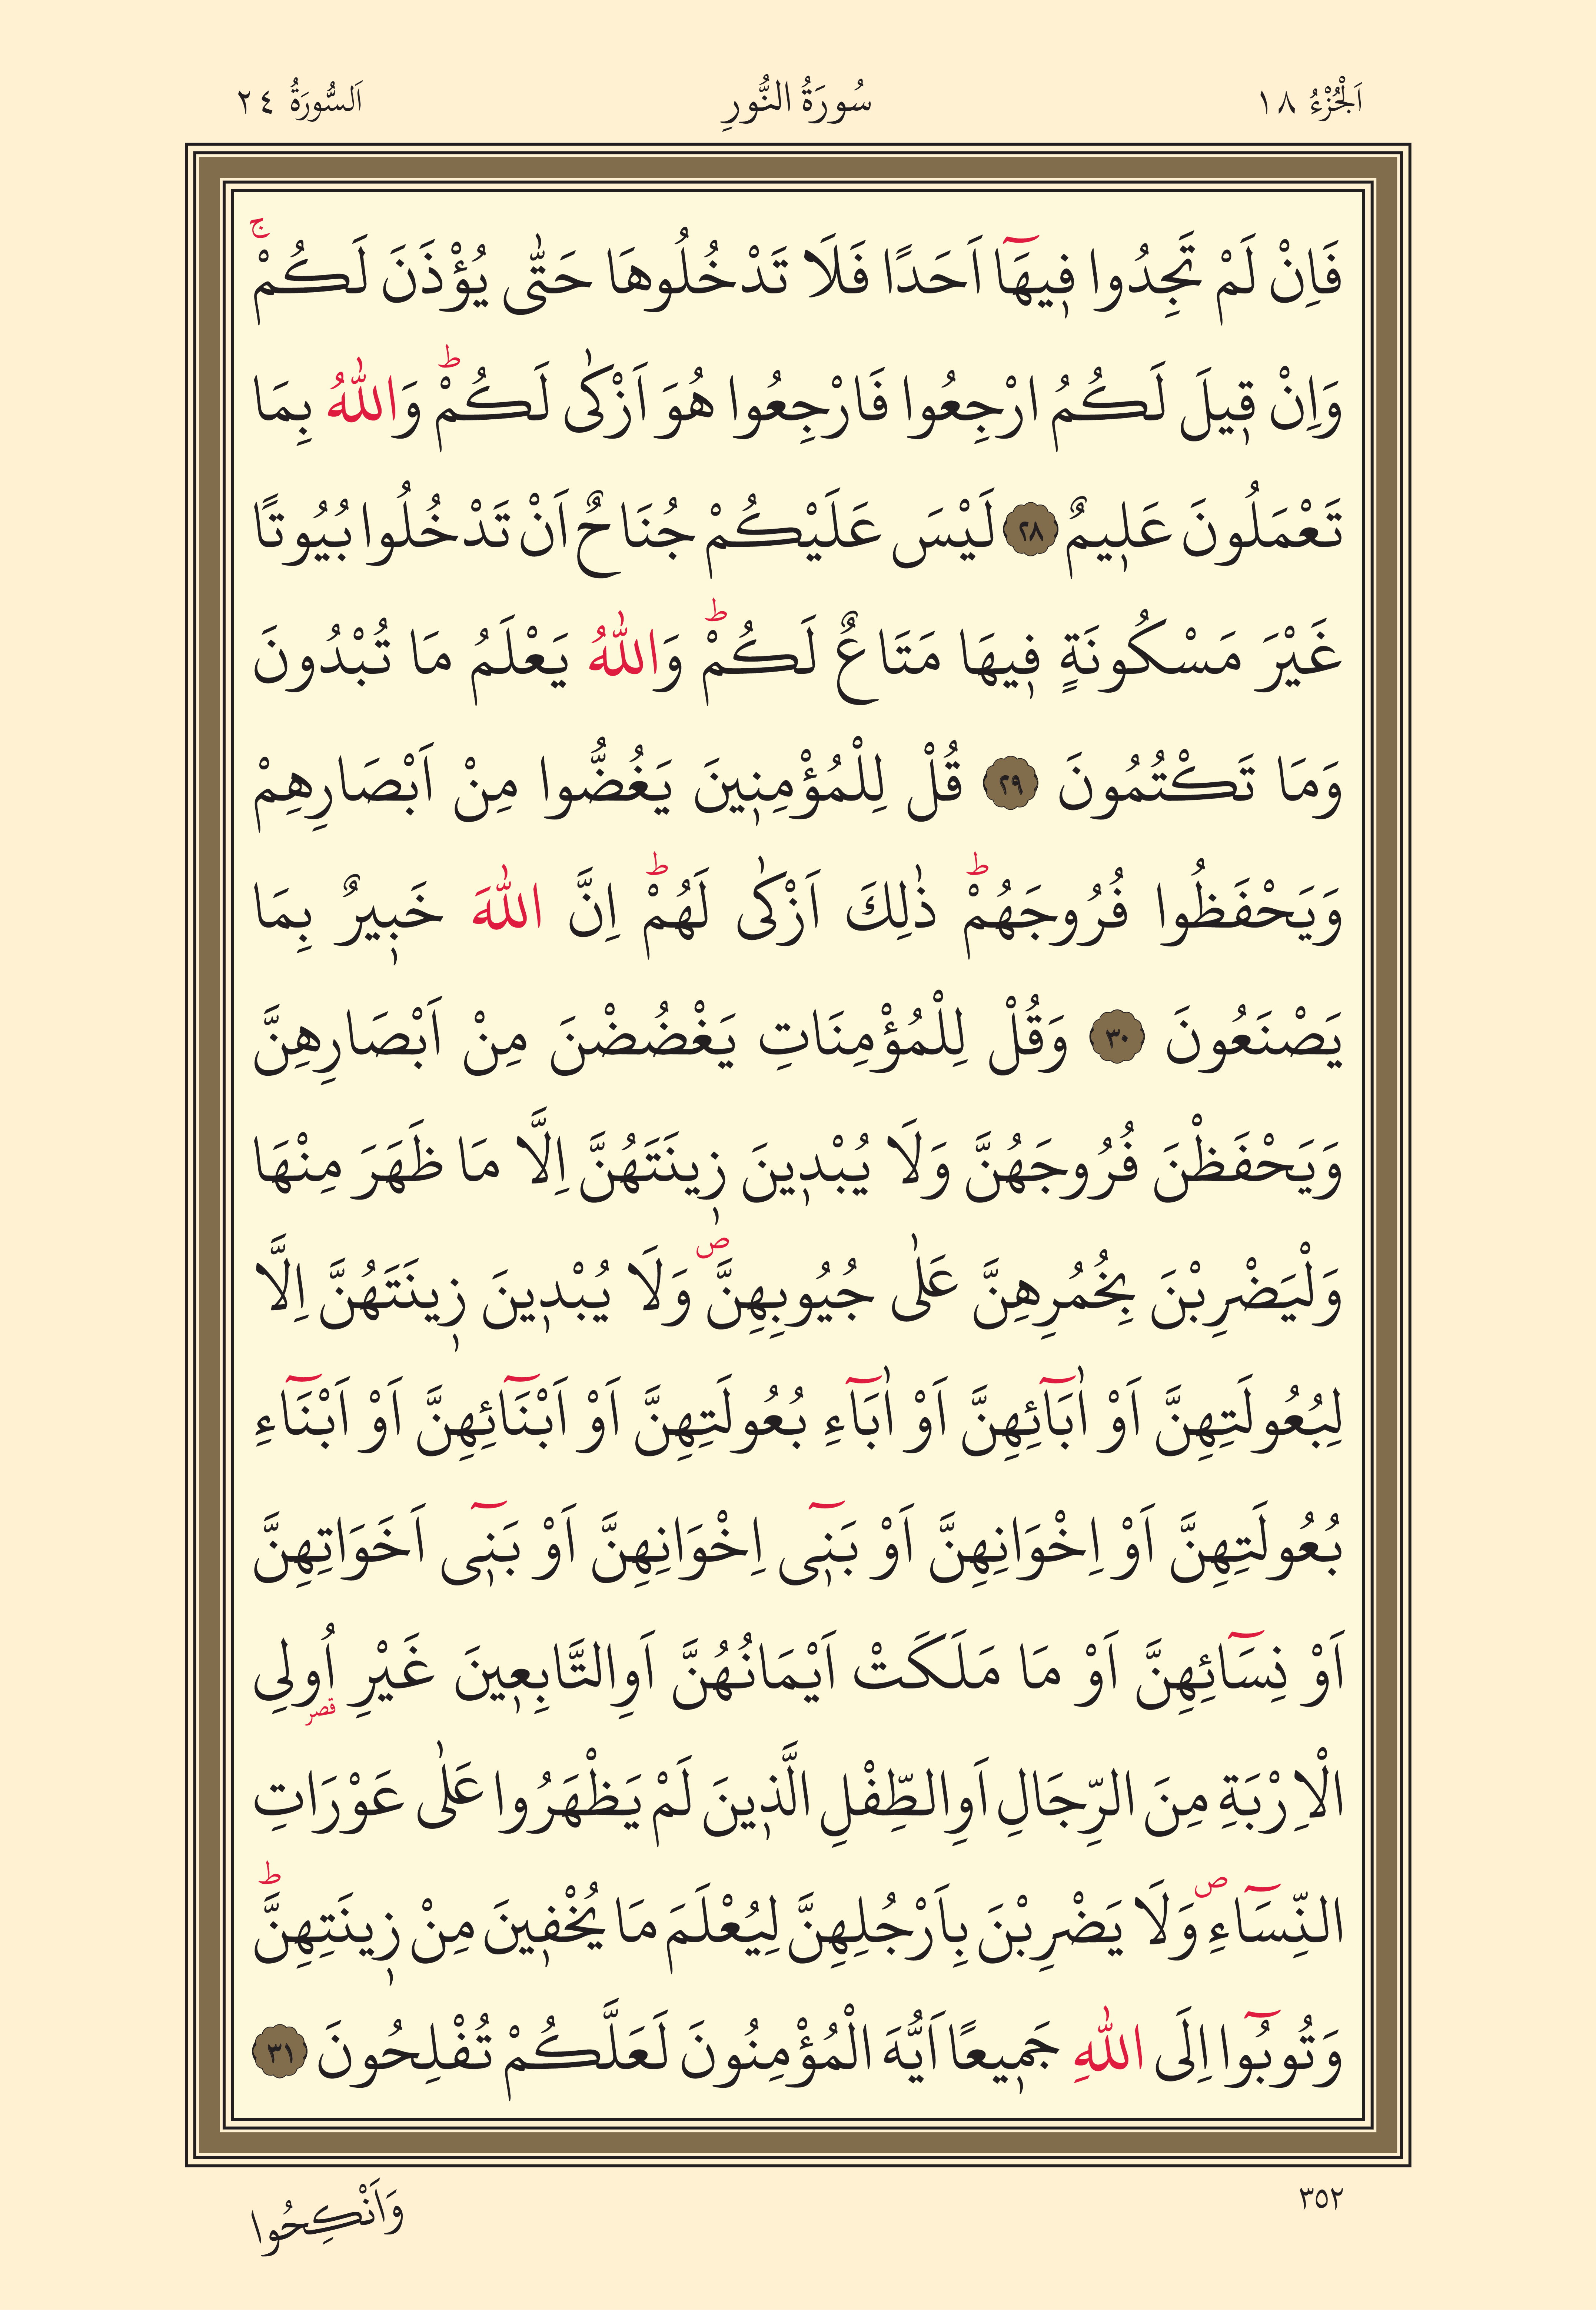 اَلْجُزْءُ ١٨
سُورَةُ النُّورِ
اَلسُّورَةُ ٢٤
فَاِنْ لَمْ تَجِدُوا ف۪يهَٓا اَحَدًا فَلَا تَدْخُلُوهَا حَتّٰى يُؤْذَنَ لَكُمْۚ
وَاِنْ ق۪يلَ لَكُمُ ارْجِعُوا فَارْجِعُوا هُوَ اَزْكٰى لَكُمْۜ وَاللّٰهُ بِمَا
تَعْمَلُونَ عَل۪يمٌ ﴿٢٨﴾ لَيْسَ عَلَيْكُمْ جُنَاحٌ اَنْ تَدْخُلُوا بُيُوتًا
غَيْرَ مَسْكُونَةٍ ف۪يهَا مَتَاعٌ لَكُمْۜ وَاللّٰهُ يَعْلَمُ مَا تُبْدُونَ
وَمَا تَكْتُمُونَ ﴿٢٩﴾ قُلْ لِلْمُؤْمِن۪ينَ يَغُضُّوا مِنْ اَبْصَارِهِمْ
وَيَحْفَظُوا فُرُوجَهُمْۜ ذٰلِكَ اَزْكٰى لَهُمْۜ اِنَّ اللّٰهَ خَب۪يرٌ بِمَا
يَصْنَعُونَ ﴿٣٠﴾ وَقُلْ لِلْمُؤْمِنَاتِ يَغْضُضْنَ مِنْ اَبْصَارِهِنَّ
وَيَحْفَظْنَ فُرُوجَهُنَّ وَلَا يُبْد۪ينَ ز۪ينَتَهُنَّ اِلَّا مَا ظَهَرَ مِنْهَا
وَلْيَضْرِبْنَ بِخُمُرِهِنَّ عَلٰى جُيُوبِهِنَّۖ وَلَا يُبْد۪ينَ ز۪ينَتَهُنَّ اِلَّا
لِبُعُولَتِهِنَّ اَوْ اٰبَٓائِهِنَّ اَوْ اٰبَٓاءِ بُعُولَتِهِنَّ اَوْ اَبْنَٓائِهِنَّ اَوْ اَبْنَٓاءِ
بُعُولَتِهِنَّ اَوْ اِخْوَانِهِنَّ اَوْ بَن۪ٓى اِخْوَانِهِنَّ اَوْ بَن۪ٓى اَخَوَاتِهِنَّ
اَوْ نِسَٓائِهِنَّ اَوْ مَا مَلَكَتْ اَيْمَانُهُنَّ اَوِالتَّابِع۪ينَ غَيْرِ اُو۬لِى
قصر
الْاِرْبَةِ مِنَ الرِّجَالِ اَوِالطِّفْلِ الَّذ۪ينَ لَمْ يَظْهَرُوا عَلٰى عَوْرَاتِ
النِّسَٓاءِۖ وَلَا يَضْرِبْنَ بِاَرْجُلِهِنَّ لِيُعْلَمَ مَا يُخْف۪ينَ مِنْ ز۪ينَتِهِنَّۜ
وَتُوبُٓوا اِلَى اللّٰهِ جَم۪يعًا اَيُّهَ الْمُؤْمِنُونَ لَعَلَّكُمْ تُفْلِحُونَ ﴿٣١﴾
٣٥٢
وَاَنْكِحُوا